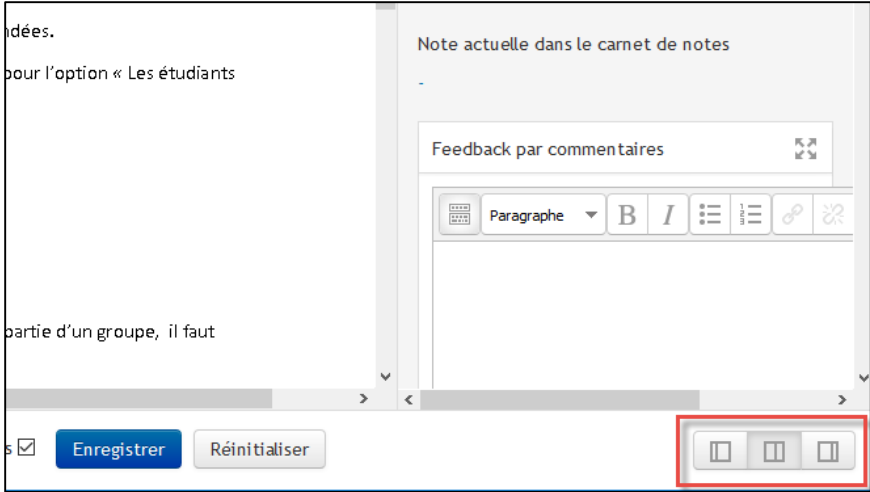 ndées.
pour l'option « Les étudiants
partie d'un groupe, il faut
Note actuelle dans le carnet de notes
-
Feedback par commentaires
Paragraphe B I
s
Enregistrer Réinitialiser